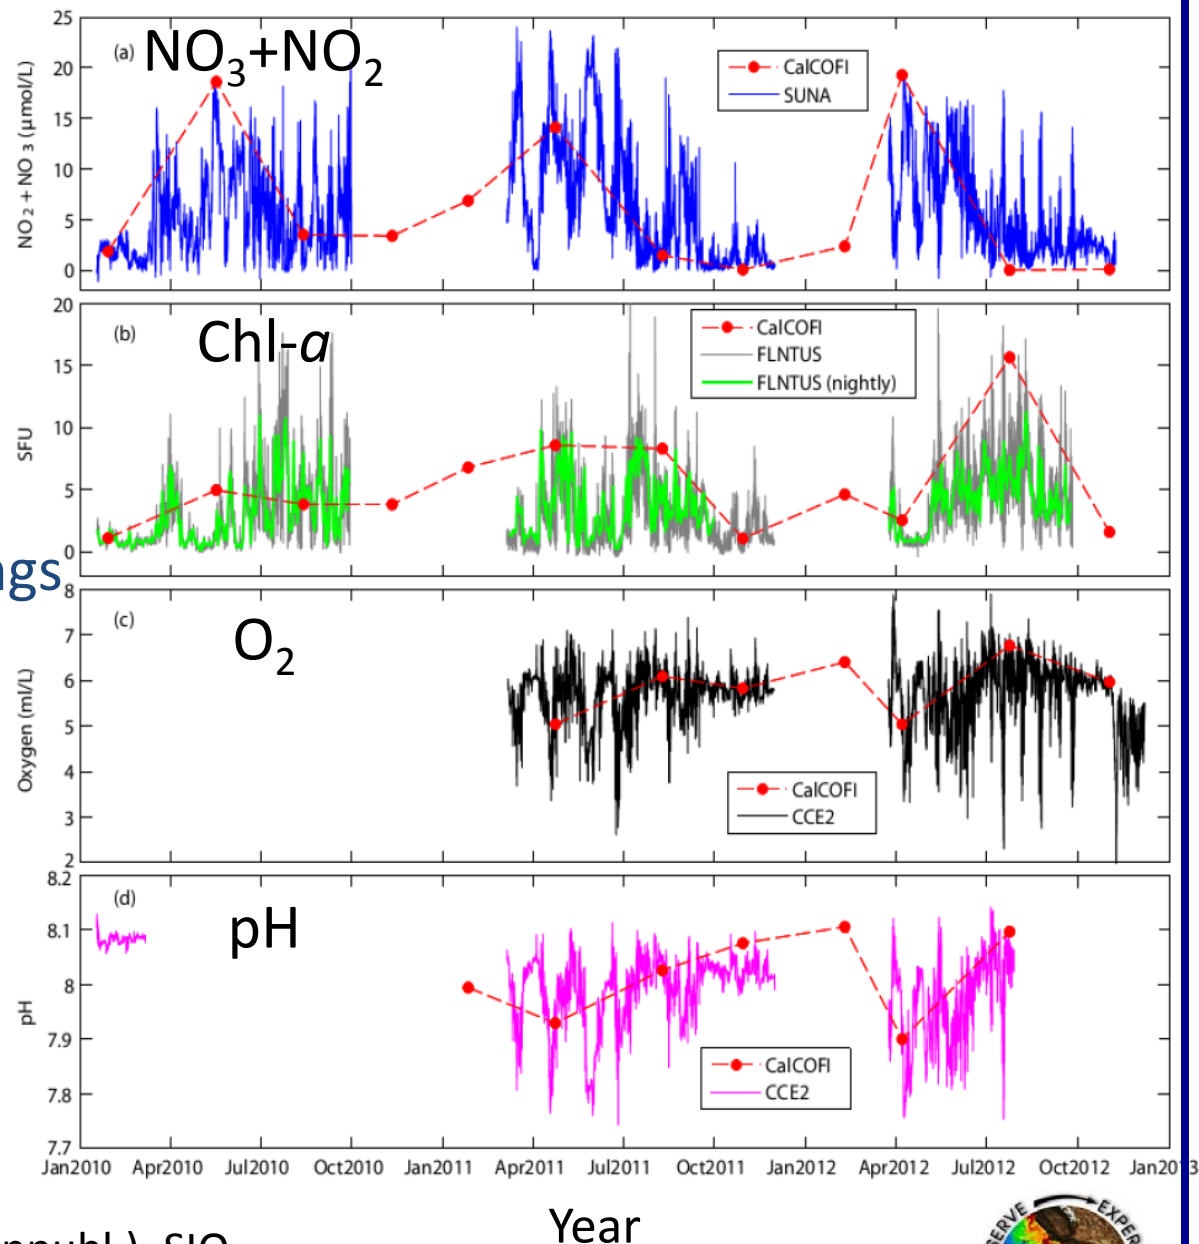 25
20
15
10
5
0
NO2 + NO 3 (µmol/L)
(a) NO3+NO2
CalCOFI
SUNA
20
15
10
5
0
SFU
(b)
Chl-a
CalCOFI
FLNTUS
FLNTUS (nightly)
ngs
8
7
6
5
4
3
2
Oxygen (ml/L)
(c)
O2
CalCOFI
CCE2
8.2
8.1
8
7.9
7.8
7.7
pH
(d)
pH
CalCOFI
CCE2
Jan2010 Apr2010 Jul2010 Oct2010 Jan2011 Apr2011 Jul2011 Oct2011 Jan2012 Apr2012 Jul2012 Oct2012 Jan2013
Year
SERVE EXPER